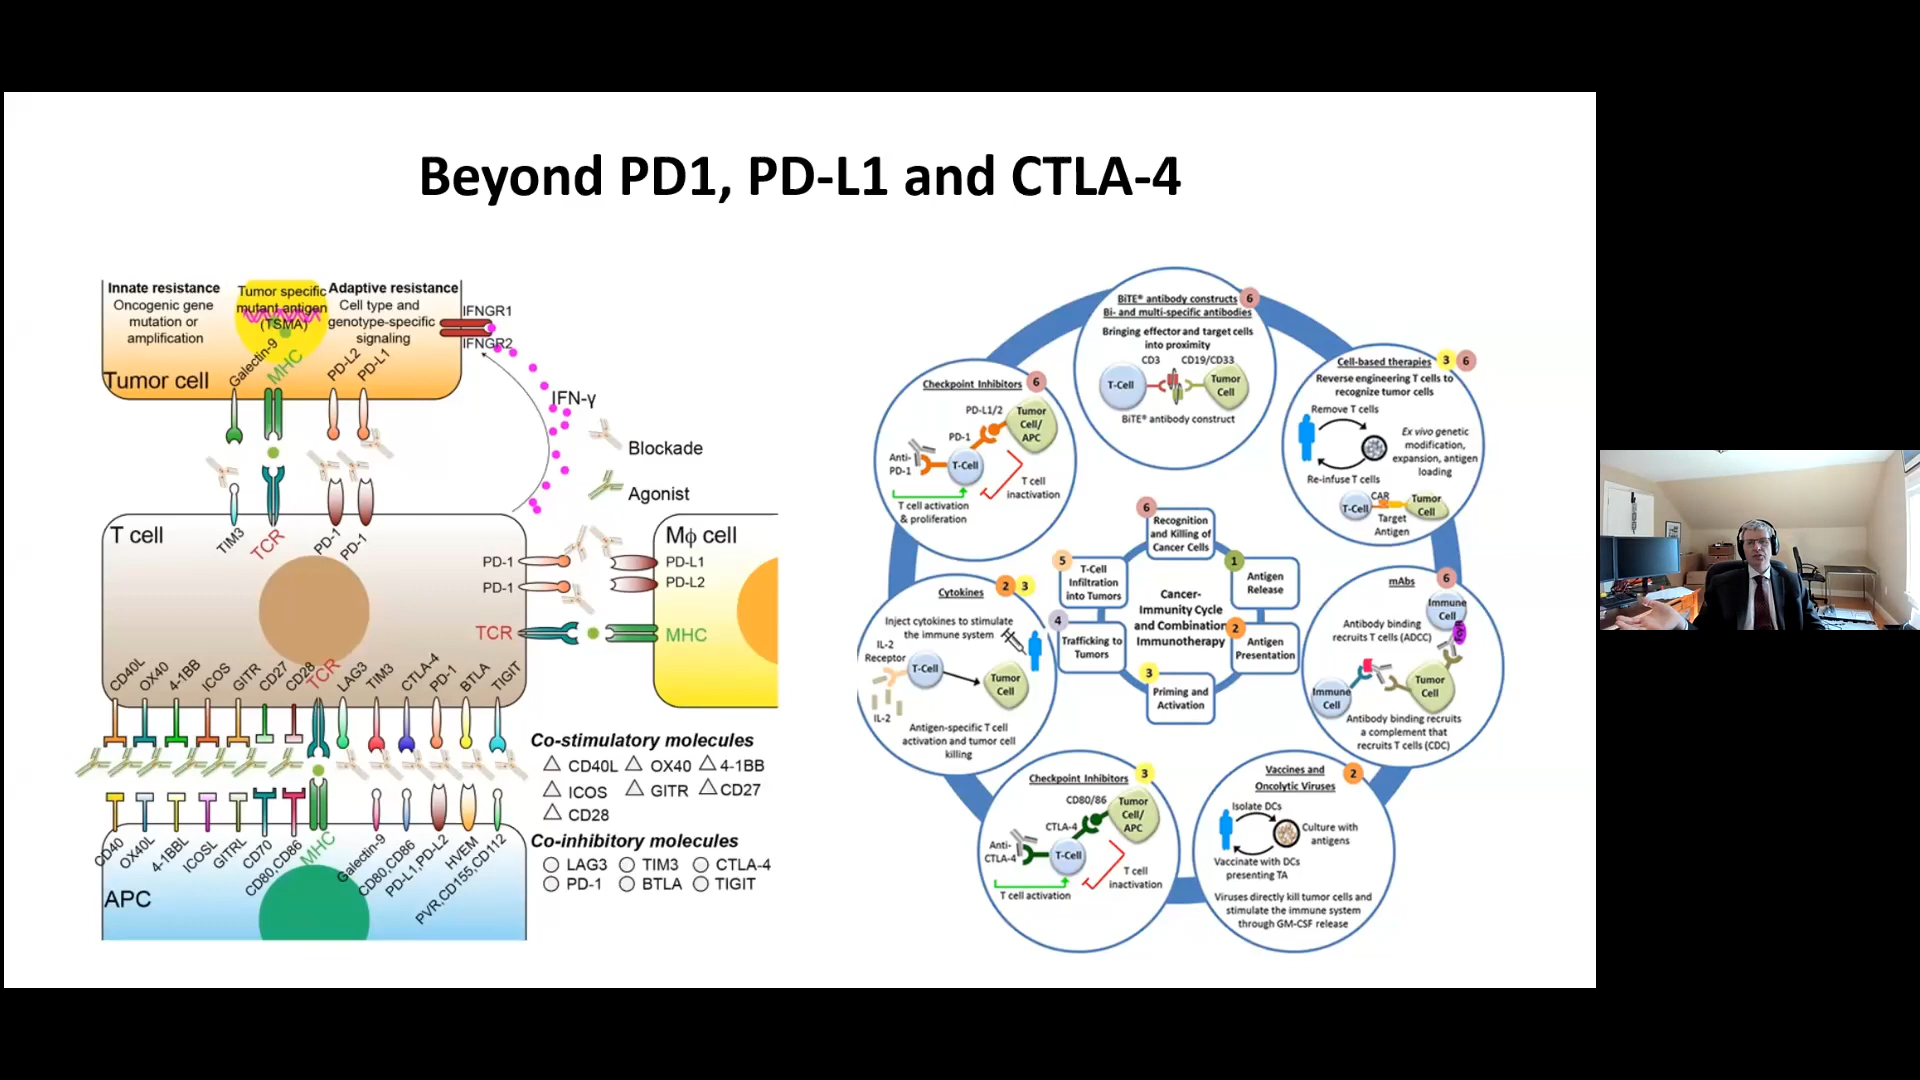 Beyond PD1, PD-L1 and CTLA-4
Innate resistance
Oncogenic gene
mutation or
amplification
Tumor specific
mutant antigen
(TSMA)
Adaptive resistance
Cell type and
genotype-specific
signaling
IFNGR1
IFNGR2
Galectin-9
MHC
PD-L2
PD-L1
Tumor cell
IFN-γ
Blockade
Agonist
T cell
TIM3
TCR
PD-1
PD-1
Mϕ cell
PD-1
PD-L1
PD-1
PD-L2
TCR
MHC
CD40L
OX40
4-1BB
ICOS
GITR
CD27
CD28
TCR
LAG3
TIM3
CTLA-4
PD-1
BTLA
TIGIT
CD40
OX40L
4-1BBL
ICOSL
GITRL
CD70
CD80,CD86
MHC
Galectin-9
CD80,CD86
PD-L1,PD-L2
HVEM
PVR,CD155,CD112
APC
Co-stimulatory molecules
CD40L OX40 4-1BB
ICOS GITR CD27
CD28
Co-inhibitory molecules
LAG3 TIM3 CTLA-4
PD-1 BTLA TIGIT
BiTE® antibody constructs 6
Bi- and multi-specific antibodies
Bringing effector and target cells
into proximity
CD3 CD19/CD33
T-Cell
Tumor
Cell
BiTE® antibody construct
Cell-based therapies 3 6
Reverse engineering T cells to
recognize tumor cells
Remove T cells
Ex vivo genetic
modification,
expansion, antigen
loading
Re-infuse T cells
T-Cell
CAR
Tumor
Cell
Target
Antigen
mAbs 6
Immune
Cell
FcγR
Antibody binding
recruits T cells (ADCC)
Immune
Cell
Tumor
Cell
Antibody binding recruits
a complement that
recruits T cells (CDC)
Vaccines and 2
Oncolytic Viruses
Isolate DCs
Culture with
antigens
Vaccinate with DCs
presenting TA
Viruses directly kill tumor cells and
stimulate the immune system
through GM-CSF release
Checkpoint Inhibitors 3
CD80/86
Tumor
Cell/
APC
CTLA-4
Anti-
CTLA-4
T-Cell
T cell
inactivation
T cell activation
Cytokines 2 3
Inject cytokines to stimulate
the immune system
IL-2
Receptor
T-Cell
Tumor
Cell
IL-2
Antigen-specific T cell
activation and tumor cell
killing
Checkpoint Inhibitors 6
PD-L1/2
Tumor
Cell/
APC
PD-1
Anti-
PD-1
T-Cell
T cell
inactivation
T cell activation
& proliferation
Cancer-
Immunity Cycle
and Combination
Immunotherapy
6
Recognition
and Killing of
Cancer Cells
1
Antigen
Release
2
Antigen
Presentation
3
Priming and
Activation
4
Trafficking to
Tumors
5
T-Cell
Infiltration
into Tumors